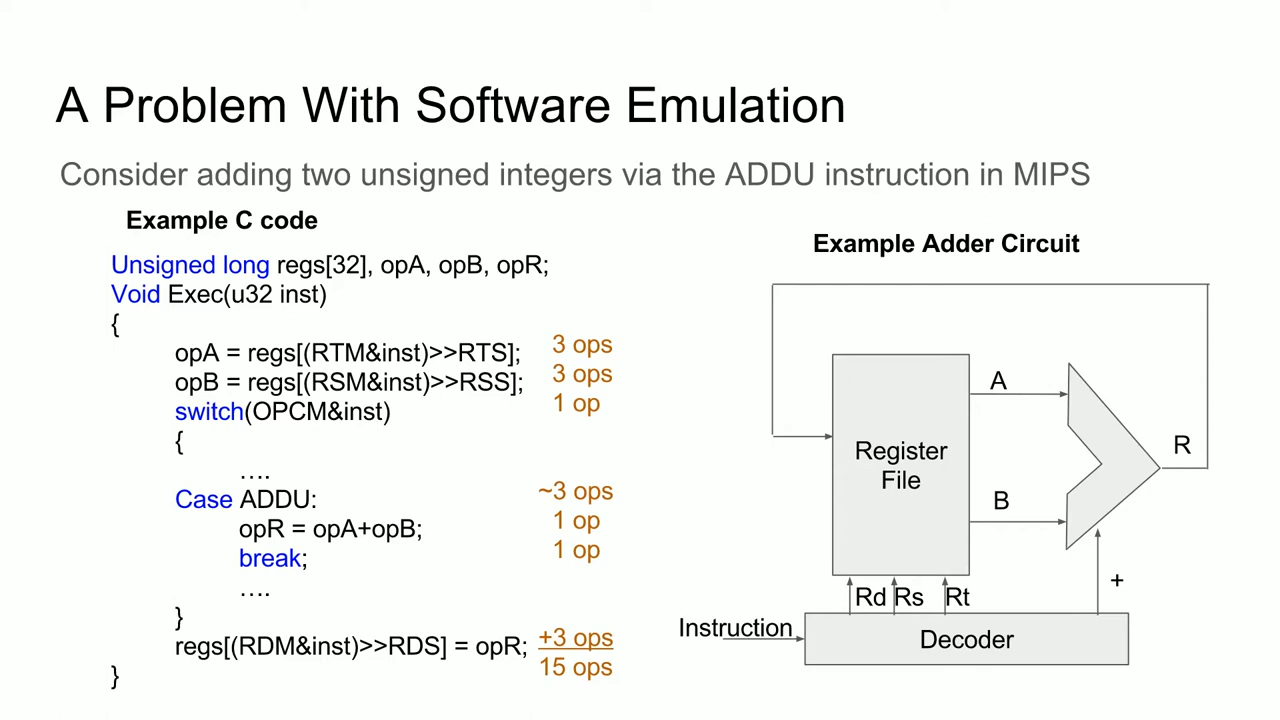 A Problem With Software Emulation
Consider adding two unsigned integers via the ADDU instruction in MIPS
Example C code
Unsigned long regs[32], opA, opB, opR;
Void Exec(u32 inst)
{
opA = regs[(RTM&inst)>>RTS]; 3 ops
opB = regs[(RSM&inst)>>RSS]; 3 ops
switch(OPCM&inst) 1 op
{
....
Case ADDU: ~3 ops
opR = opA+opB; 1 op
break; 1 op
....
}
regs[(RDM&inst)>>RDS] = opR; +3 ops
15 ops
}
Example Adder Circuit
A
R
Register
File
B
+
Rd Rs Rt
Instruction
Decoder